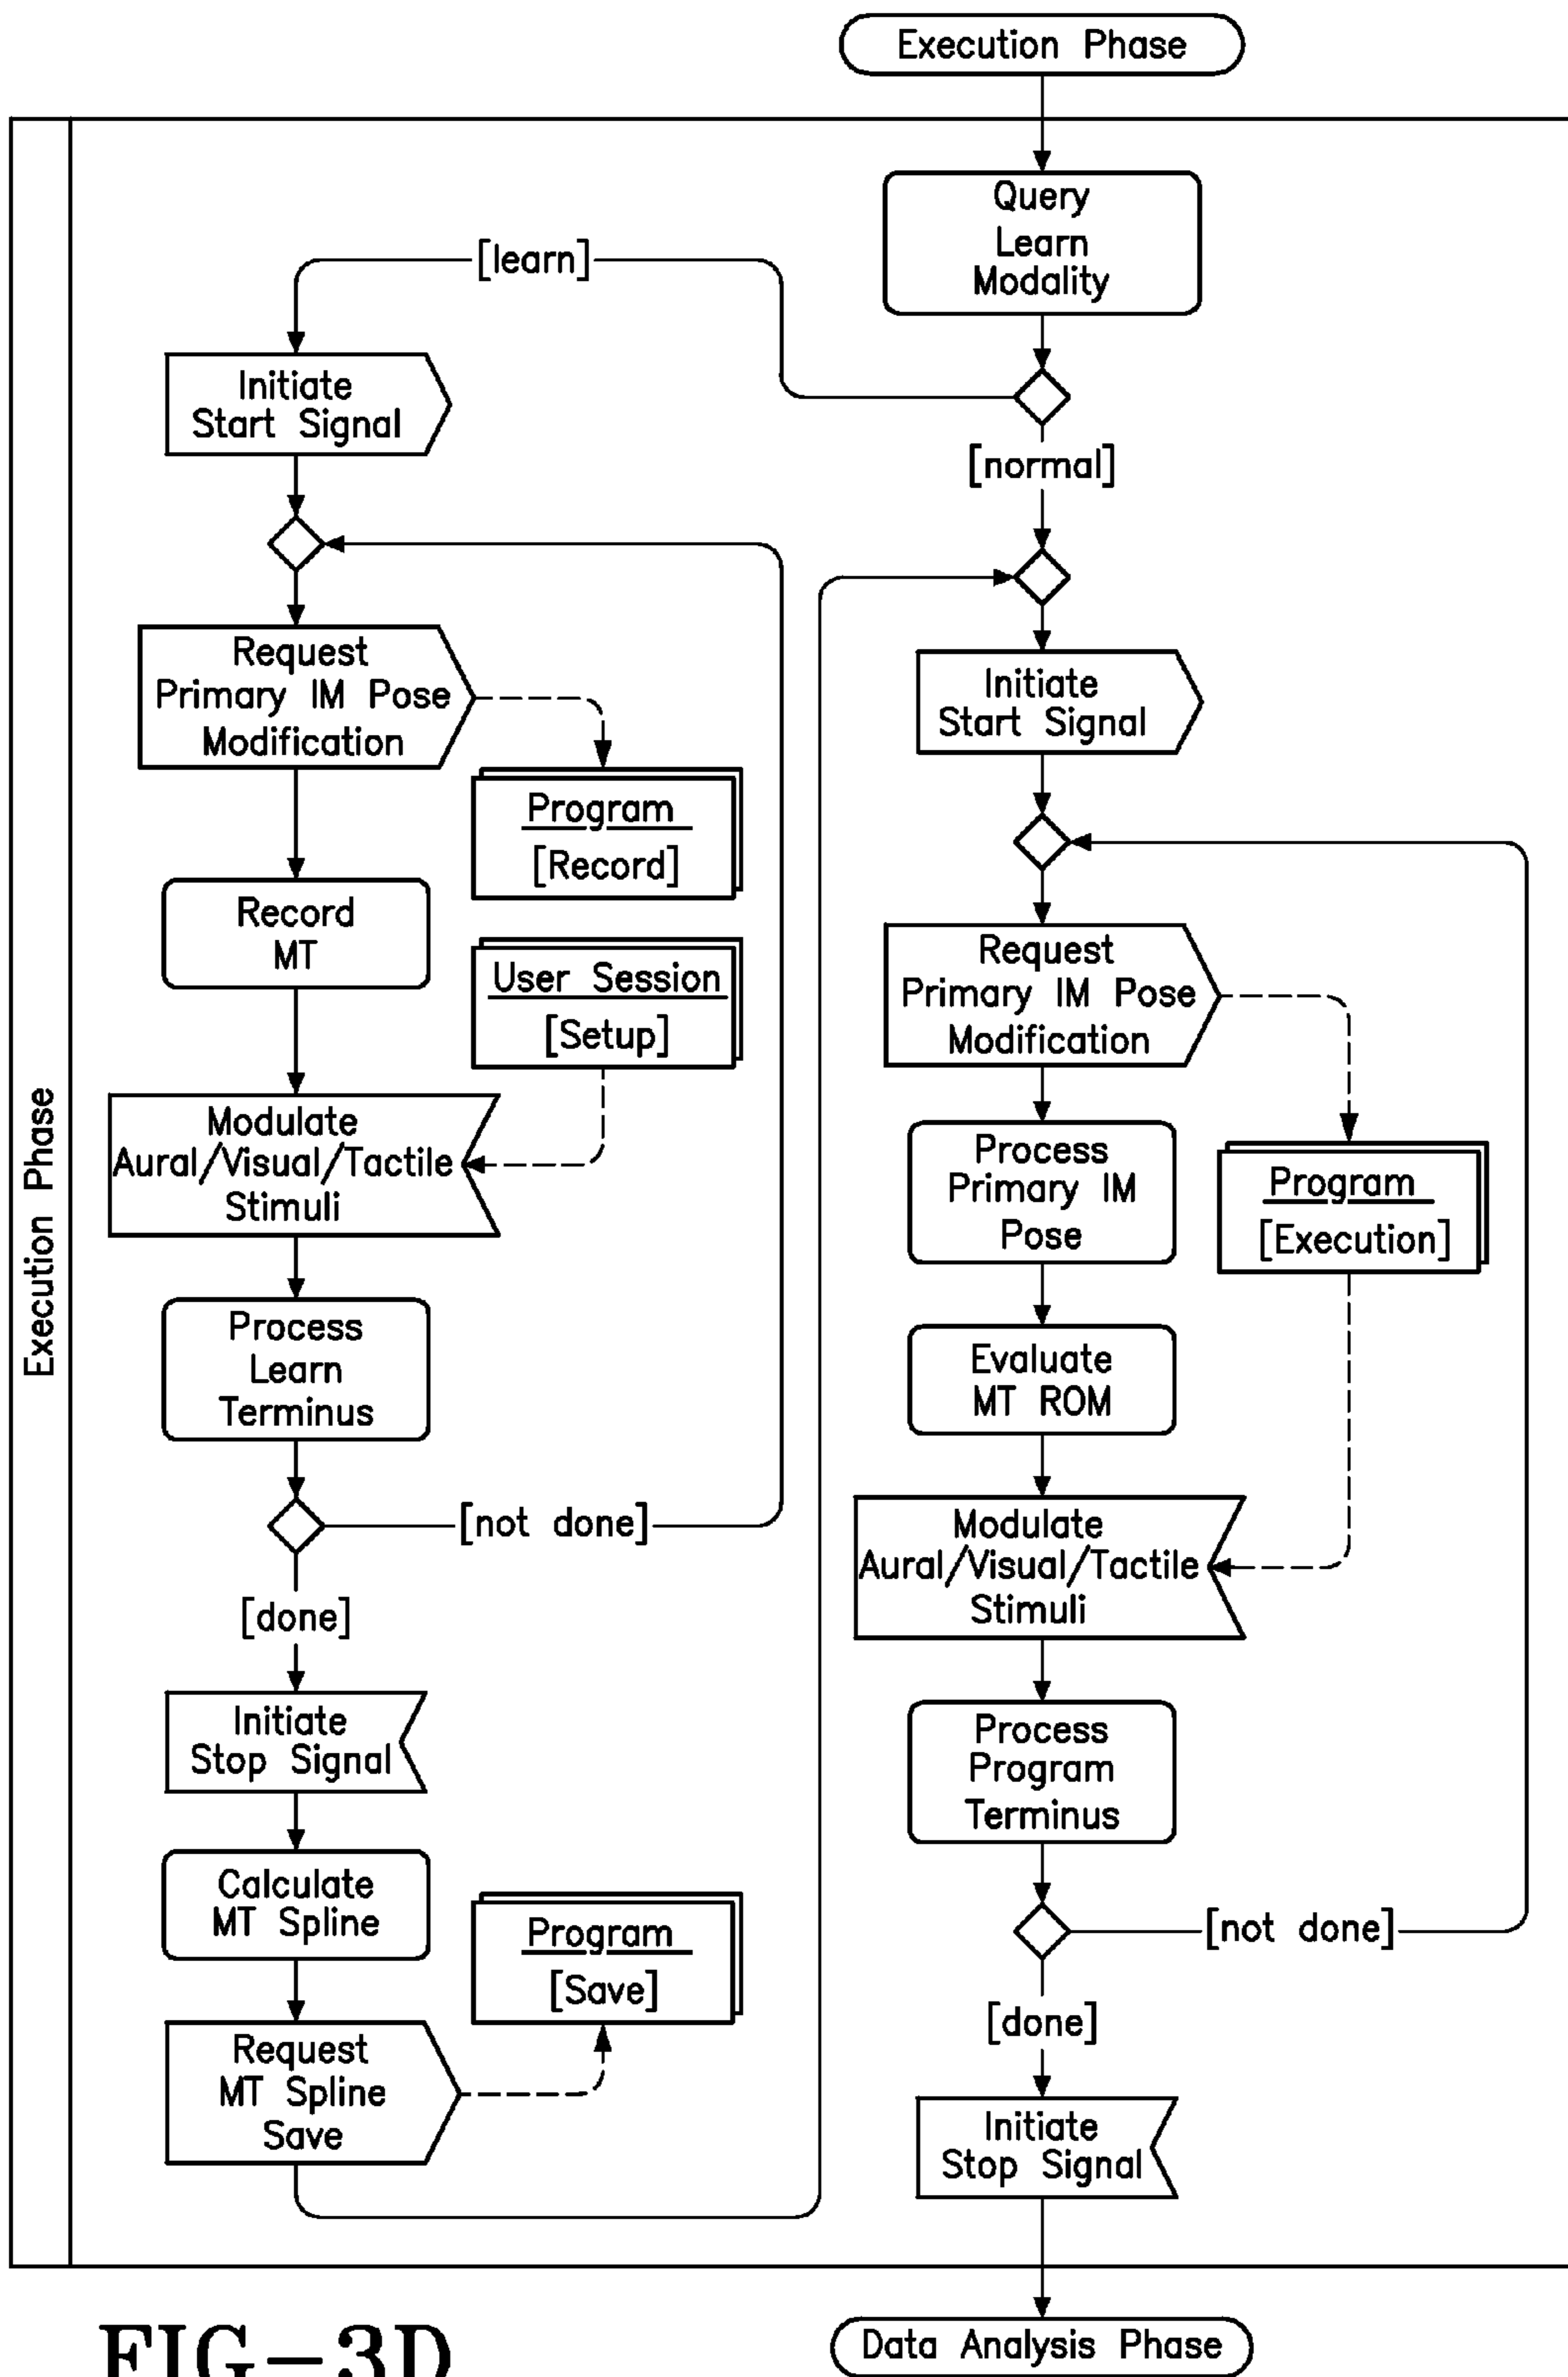 Execution Phase
Execution Phase
Query
Learn
Modality
[learn]
[normal]
Initiate
Start Signal
Request
Primary IM Pose
Modification
Program
[Record]
Record
MT
User Session
[Setup]
Modulate
Aural/Visual/Tactile
Stimuli
Process
Learn
Terminus
[not done]
[done]
Initiate
Stop Signal
Calculate
MT Spline
Program
[Save]
Request
MT Spline
Save
Initiate
Start Signal
Request
Primary IM Pose
Modification
Process
Primary IM
Pose
Program
[Execution]
Evaluate
MT ROM
Modulate
Aural/Visual/Tactile
Stimuli
Process
Program
Terminus
[not done]
[done]
Initiate
Stop Signal
Data Analysis Phase
FIG-3D